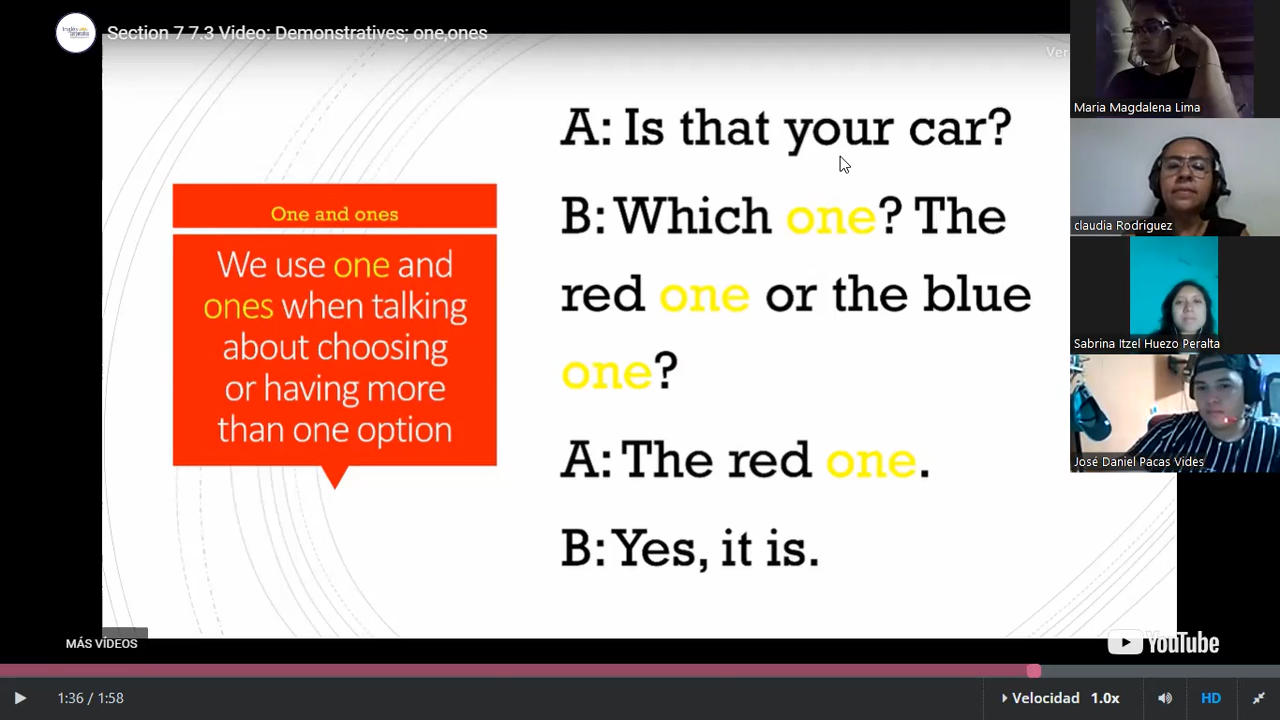 Section 7 7.3 Video: Demonstratives; one,ones
Ver
One and ones
We use one and
ones when talking
about choosing
or having more
than one option
A: Is that your car?
B: Which one? The
red one or the blue
one?
A: The red one.
B: Yes, it is.
Maria Magdalena Lima
claudia Rodriguez
Sabrina Itzel Huezo Peralta
José Daniel Pacas Vides
MÁS VÍDEOS
YouTube
1:36 / 1:58
Velocidad 1.0x
HD